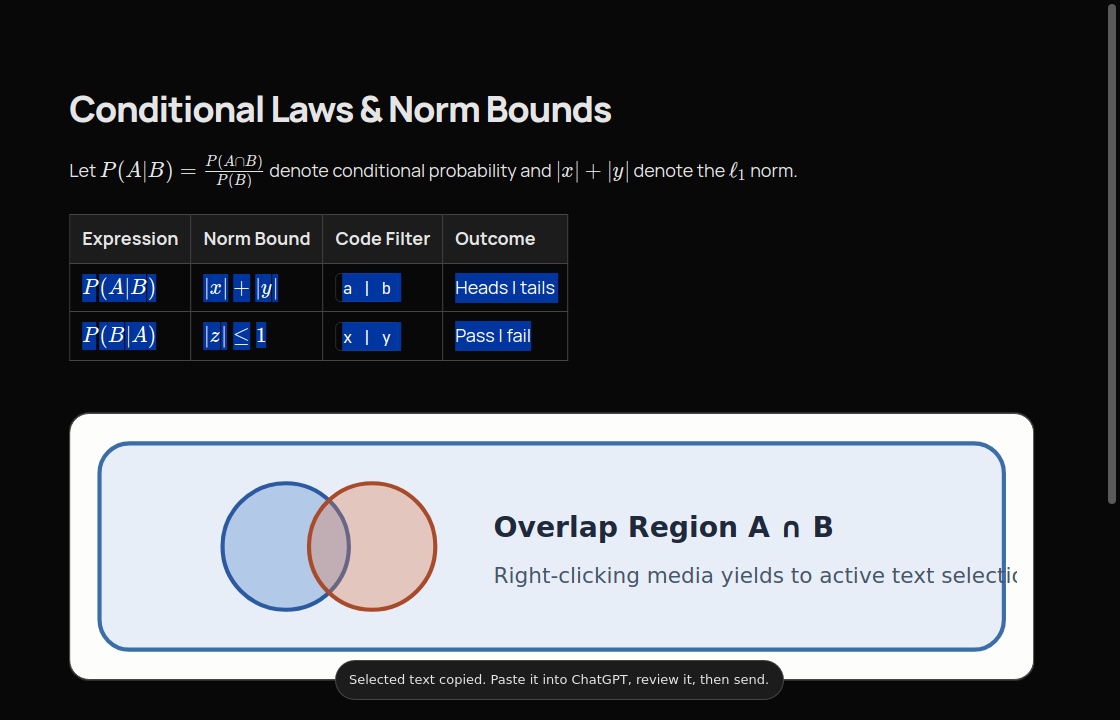 Conditional Laws & Norm Bounds
Let P(A|B) = P(A∩B)/P(B) denote conditional probability and |x| + |y| denote the ℓ₁ norm.
Expression Norm Bound Code Filter Outcome
P(A|B) |x| + |y| a | b Heads | tails
P(B|A) |z| ≤ 1 x | y Pass | fail
Overlap Region A ∩ B
Right-clicking media yields to active text
Selected text copied. Paste it into ChatGPT, review it, then send.